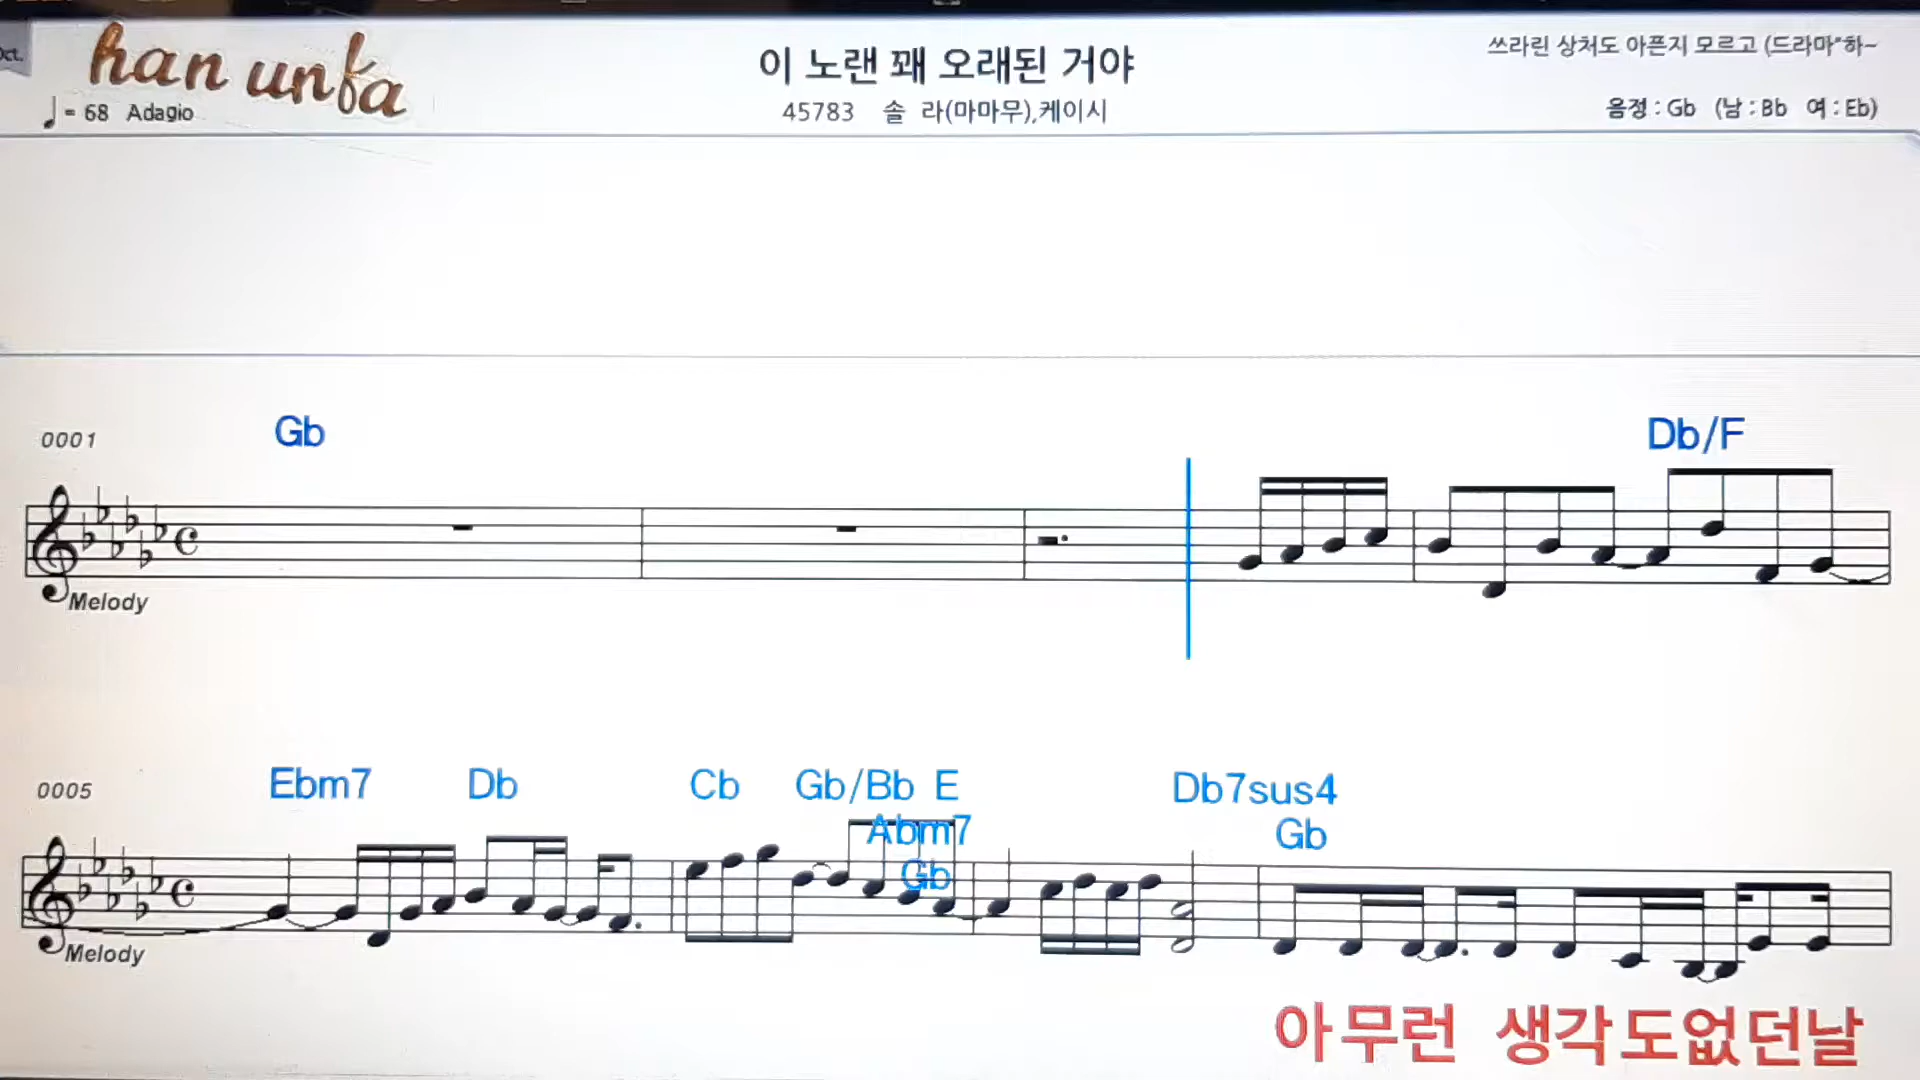 Oct.
han unfa
이 노랜 꽤 오래된 거야
쓰라린 상처도 아픈지 모르고 (드라마"하~
♩ = 68 Adagio
45783 솔 라(마마무),케이시
음정 : Gb (남 : Bb 여 : Eb)
0001 Gb Db/F
Melody
0005 Ebm7 Db Cb Gb/Bb E Db7sus4
Abm7 Gb
Gb
Melody
아무런 생각도없던날